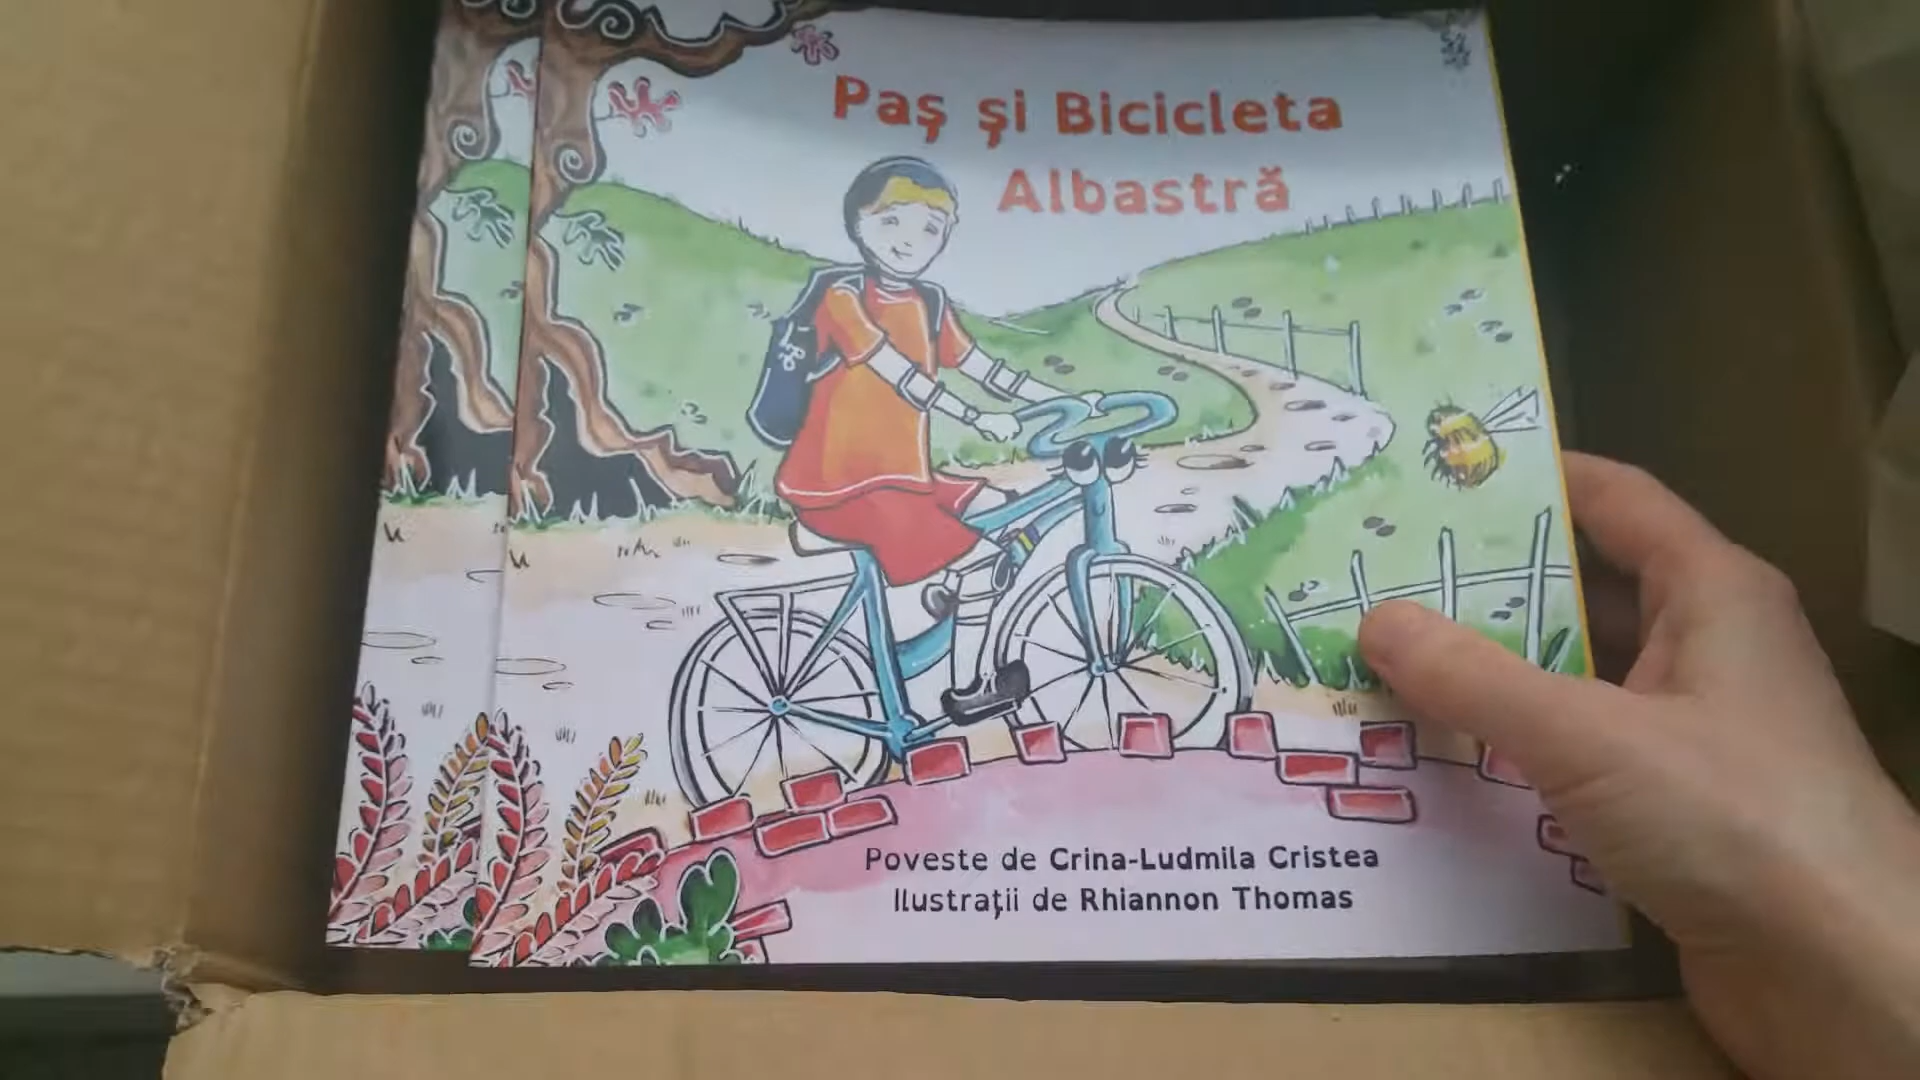 Paş şi Bicicleta
Albastră
Poveste de Crina-Ludmila Cristea
Ilustraţii de Rhiannon Thomas